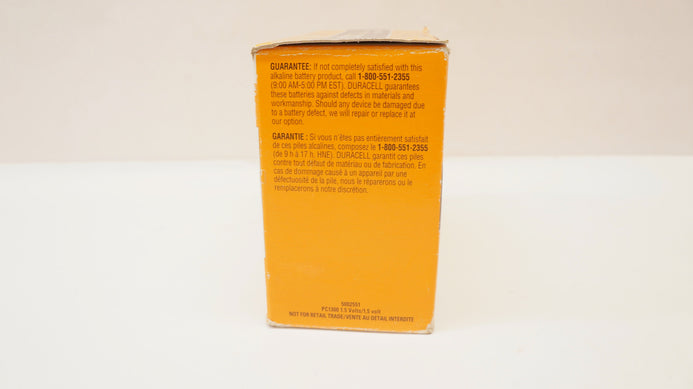 GUARANTEE: If not completely satisfied with this
alkaline battery product, call 1-800-551-2355
(9:00 AM-5:00 PM EST). DURACELL guarantees
these batteries against defects in materials and
workmanship. Should any device be damaged due
to a battery defect, we will repair or replace it at
our option.
GARANTIE : Si vous n'êtes pas entièrement satisfait
de ces piles alcalines, composez le 1-800-551-2355
(de 9 h à 17 h, HNE). DURACELL garantit ces piles
contre tout défaut de matériau ou de fabrication. En
cas de dommage causé à un appareil par une
défectuosité de la pile, nous le réparerons ou le
remplacerons à notre discrétion.
5002551
PC1300 1.5 Volts/1,5 volt
NOT FOR RETAIL TRADE/VENTE AU DETAIL INTERDITE